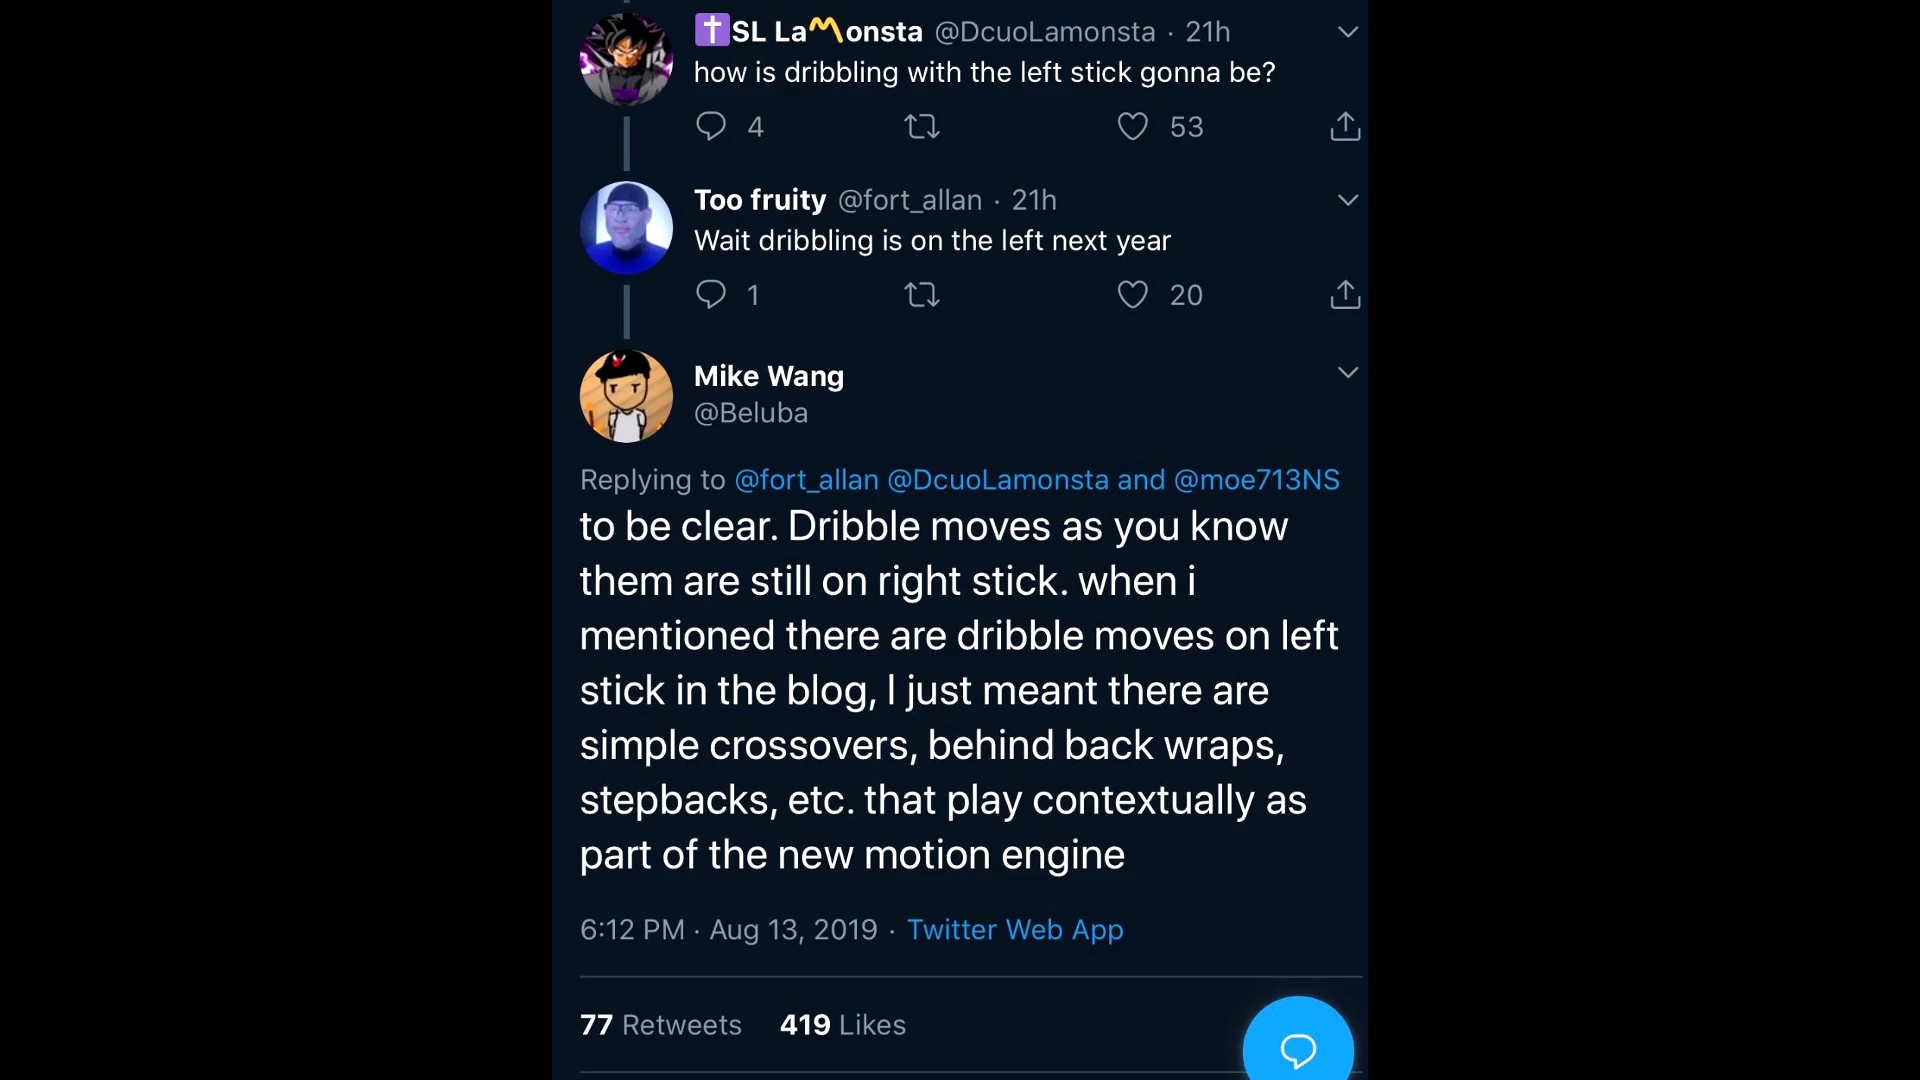 ✝️SL La〽️onsta @DcuoLamonsta · 21h
how is dribbling with the left stick gonna be?
4 53
Too fruity @fort_allan · 21h
Wait dribbling is on the left next year
1 20
Mike Wang
@Beluba
Replying to @fort_allan @DcuoLamonsta and @moe713NS
to be clear. Dribble moves as you know
them are still on right stick. when i
mentioned there are dribble moves on left
stick in the blog, I just meant there are
simple crossovers, behind back wraps,
stepbacks, etc. that play contextually as
part of the new motion engine
6:12 PM · Aug 13, 2019 · Twitter Web App
77 Retweets 419 Likes